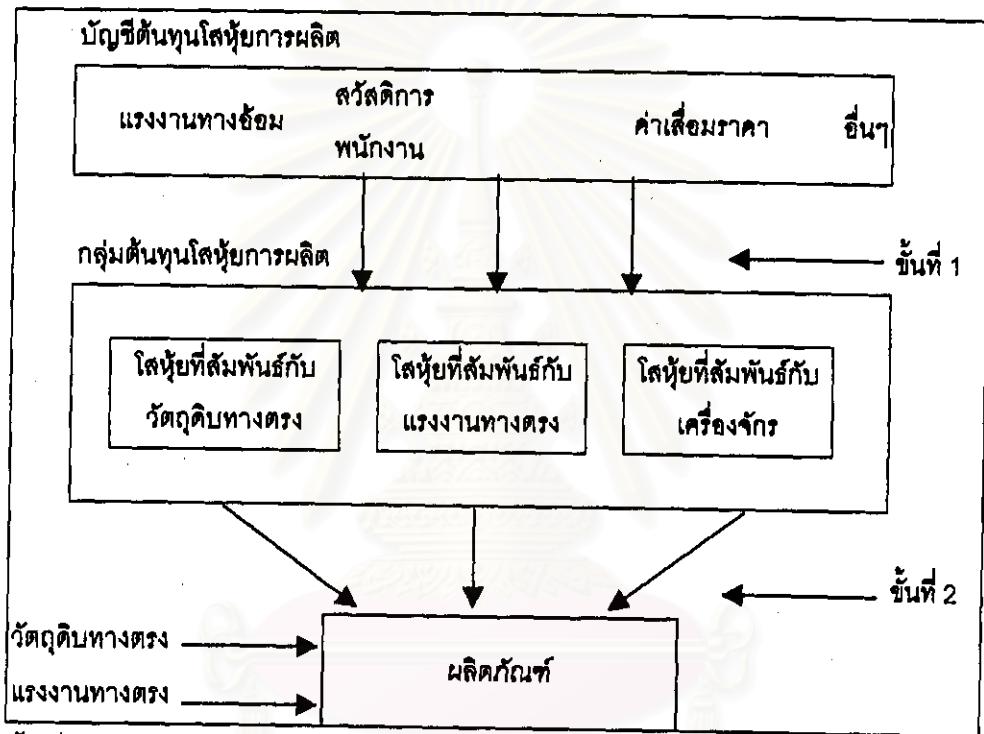 บัญชีต้นทุนโสหุ้ยการผลิต
แรงงานทางอ้อม
สวัสดิการ
พนักงาน
ค่าเสื่อมราคา
อื่นๆ
กลุ่มต้นทุนโสหุ้ยการผลิต
ขั้นที่ 1
โสหุ้ยที่สัมพันธ์กับ
วัตถุดิบทางตรง
โสหุ้ยที่สัมพันธ์กับ
แรงงานทางตรง
โสหุ้ยที่สัมพันธ์กับ
เครื่องจักร
ขั้นที่ 2
วัตถุดิบทางตรง
แรงงานทางตรง
ผลิตภัณฑ์